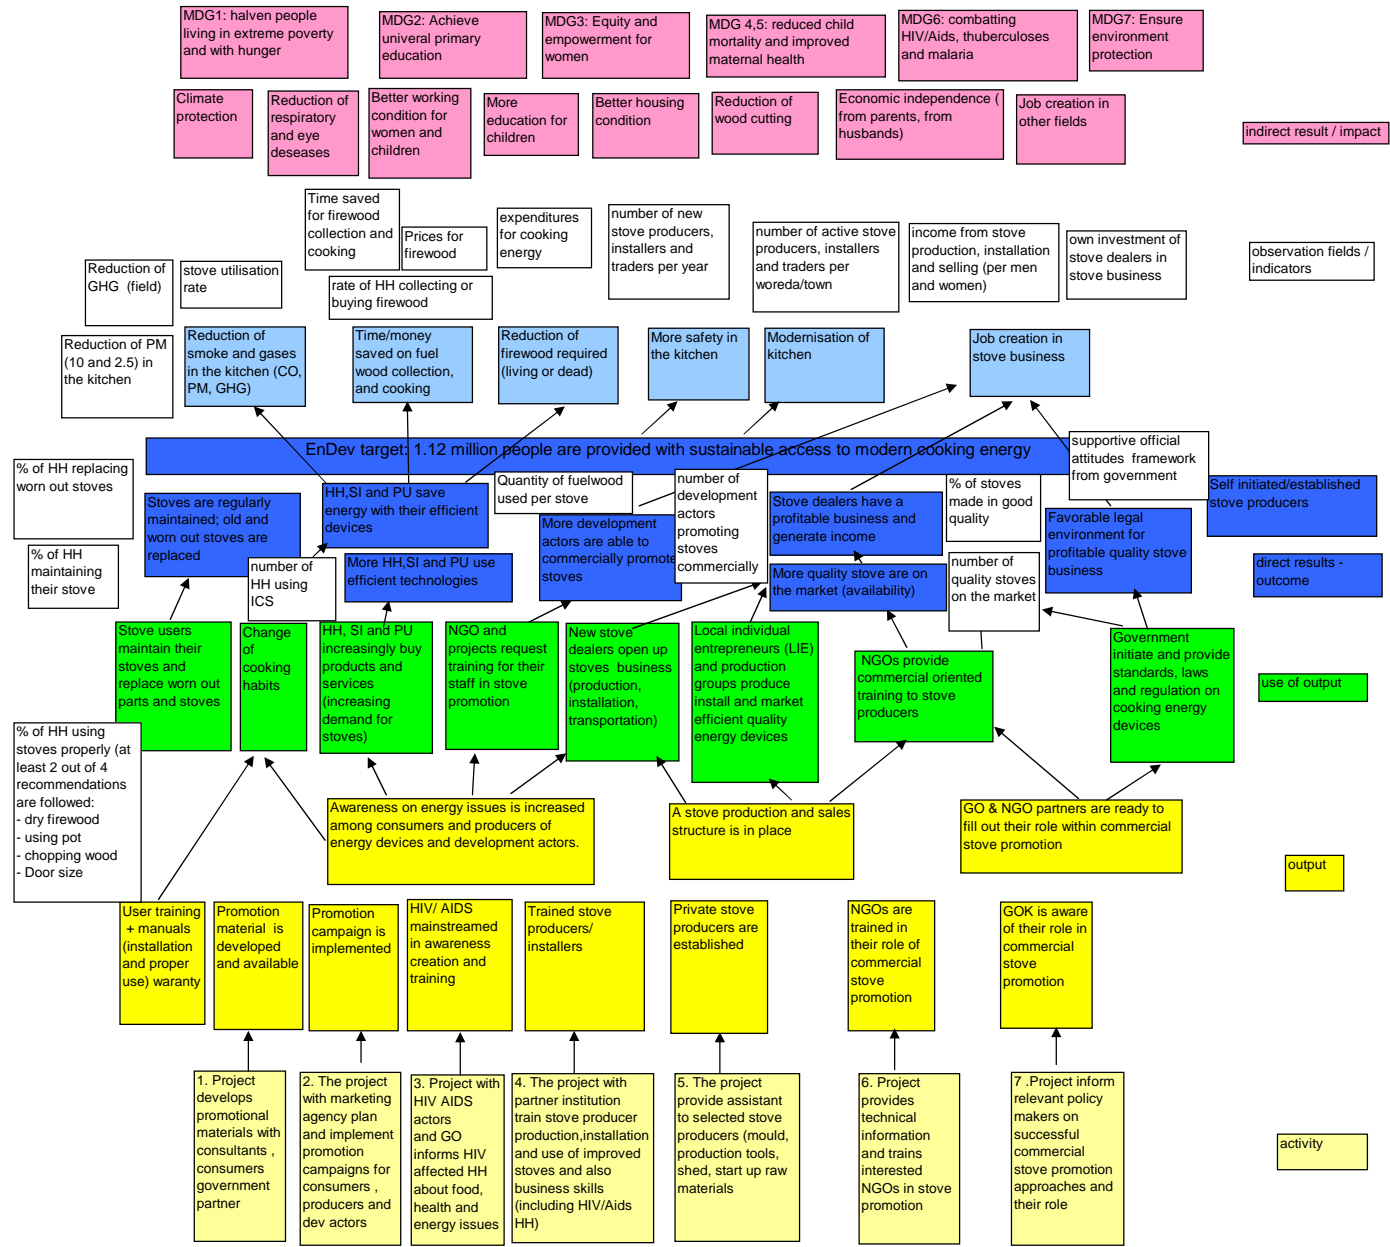 MDG1: halven people
living in extreme poverty
and with hunger
MDG2: Achieve
univeral primary
education
MDG3: Equity and
empowerment for
women
MDG 4,5: reduced child
mortality and improved
maternal health
MDG6: combatting
HIV/Aids, thuberculoses
and malaria
MDG7: Ensure
environment
protection
Climate
protection
Reduction of
respiratory
and eye
deseases
Better working
condition for
women and
children
More
education for
children
Better housing
condition
Reduction of
wood cutting
Economic independence (
from parents, from
husbands)
Job creation in
other fields
indirect result / impact
Time saved
for firewood
collection and
cooking
Prices for
firewood
expenditures
for cooking
energy
number of new
stove producers,
installers and
traders per year
number of active stove
producers, installers
and traders per
woreda/town
income from stove
production, installation
and selling (per men
and women)
own investment of
stove dealers in
stove business
observation fields /
indicators
Reduction of
GHG  (field)
stove utilisation
rate
rate of HH collecting or
buying firewood
Reduction of PM
(10 and 2.5) in
the kitchen
Reduction of
smoke and gases
in the kitchen (CO,
PM, GHG)
Time/money
saved on fuel
wood collection,
and cooking
Reduction of
firewood required
(living or dead)
More safety in
the kitchen
Modernisation of
kitchen
Job creation in
stove business
EnDev target: 1.12 million people are provided with sustainable access to modern cooking energy
supportive official
attitudes  framework
from government
% of HH replacing
worn out stoves
Stoves are regularly
maintained; old and
worn out stoves are
replaced
HH,SI and PU save
energy with their efficient
devices
Quantity of fuelwood
used per stove
More development
actors are able to
commercially promote
stoves
number of
development
actors
promoting
stoves
commercially
Stove dealers have a
profitable business and
generate income
% of stoves
made in good
quality
Favorable legal
environment for
profitable quality stove
business
Self initiated/established
stove producers
% of HH
maintaining
their stove
number of
HH using
ICS
More HH,SI and PU use
efficient technologies
More quality stove are on
the market (availability)
number of
quality stoves
on the market
direct results -
outcome
Stove users
maintain their
stoves and
replace worn out
parts and stoves
Change
of
cooking
habits
HH, SI and PU
increasingly buy
products and
services
(increasing
demand for
stoves)
NGO and
projects request
training for their
staff in stove
promotion
New stove
dealers open up
stoves  business
(production,
installation,
transportation)
Local individual
entrepreneurs (LIE)
and production
groups produce
install and market
efficient quality
energy devices
NGOs provide
commercial oriented
training to stove
producers
Government
initiate and provide
standards, laws
and regulation on
cooking energy
devices
use of output
% of HH using
stoves properly (at
least 2 out of 4
recommendations
are followed:
- dry firewood
- using pot
- chopping wood
- Door size
Awareness on energy issues is increased
among consumers and producers of
energy devices and development actors.
A stove production and sales
structure is in place
GO & NGO partners are ready to
fill out their role within commercial
stove promotion
output
User training
+ manuals
(installation
and proper
use) waranty
Promotion
material  is
developed
and available
Promotion
campaign is
implemented
HIV/ AIDS
mainstreamed
in awareness
creation and
training
Trained stove
producers/
installers
Private stove
producers are
established
NGOs are
trained in
their role of
commercial
stove
promotion
GOK is aware
of their role in
commercial
stove
promotion
1. Project
develops
promotional
materials with
consultants ,
consumers
government
partner
2. The project
with marketing
agency plan
and implement
promotion
campaigns for
consumers ,
producers and
dev actors
3. Project with
HIV AIDS
actors
and GO
informs HIV
affected HH
about food,
health and
energy issues
4. The project with
partner institution
train stove producer
production,installation
and use of improved
stoves and also
business skills
(including HIV/Aids
HH)
5. The project
provide assistant
to selected stove
producers (mould,
production tools,
shed, start up raw
materials
6. Project
provides
technical
information
and trains
interested
NGOs in stove
promotion
7 .Project inform
relevant policy
makers on
successful
commercial
stove promotion
approaches and
their role
activity